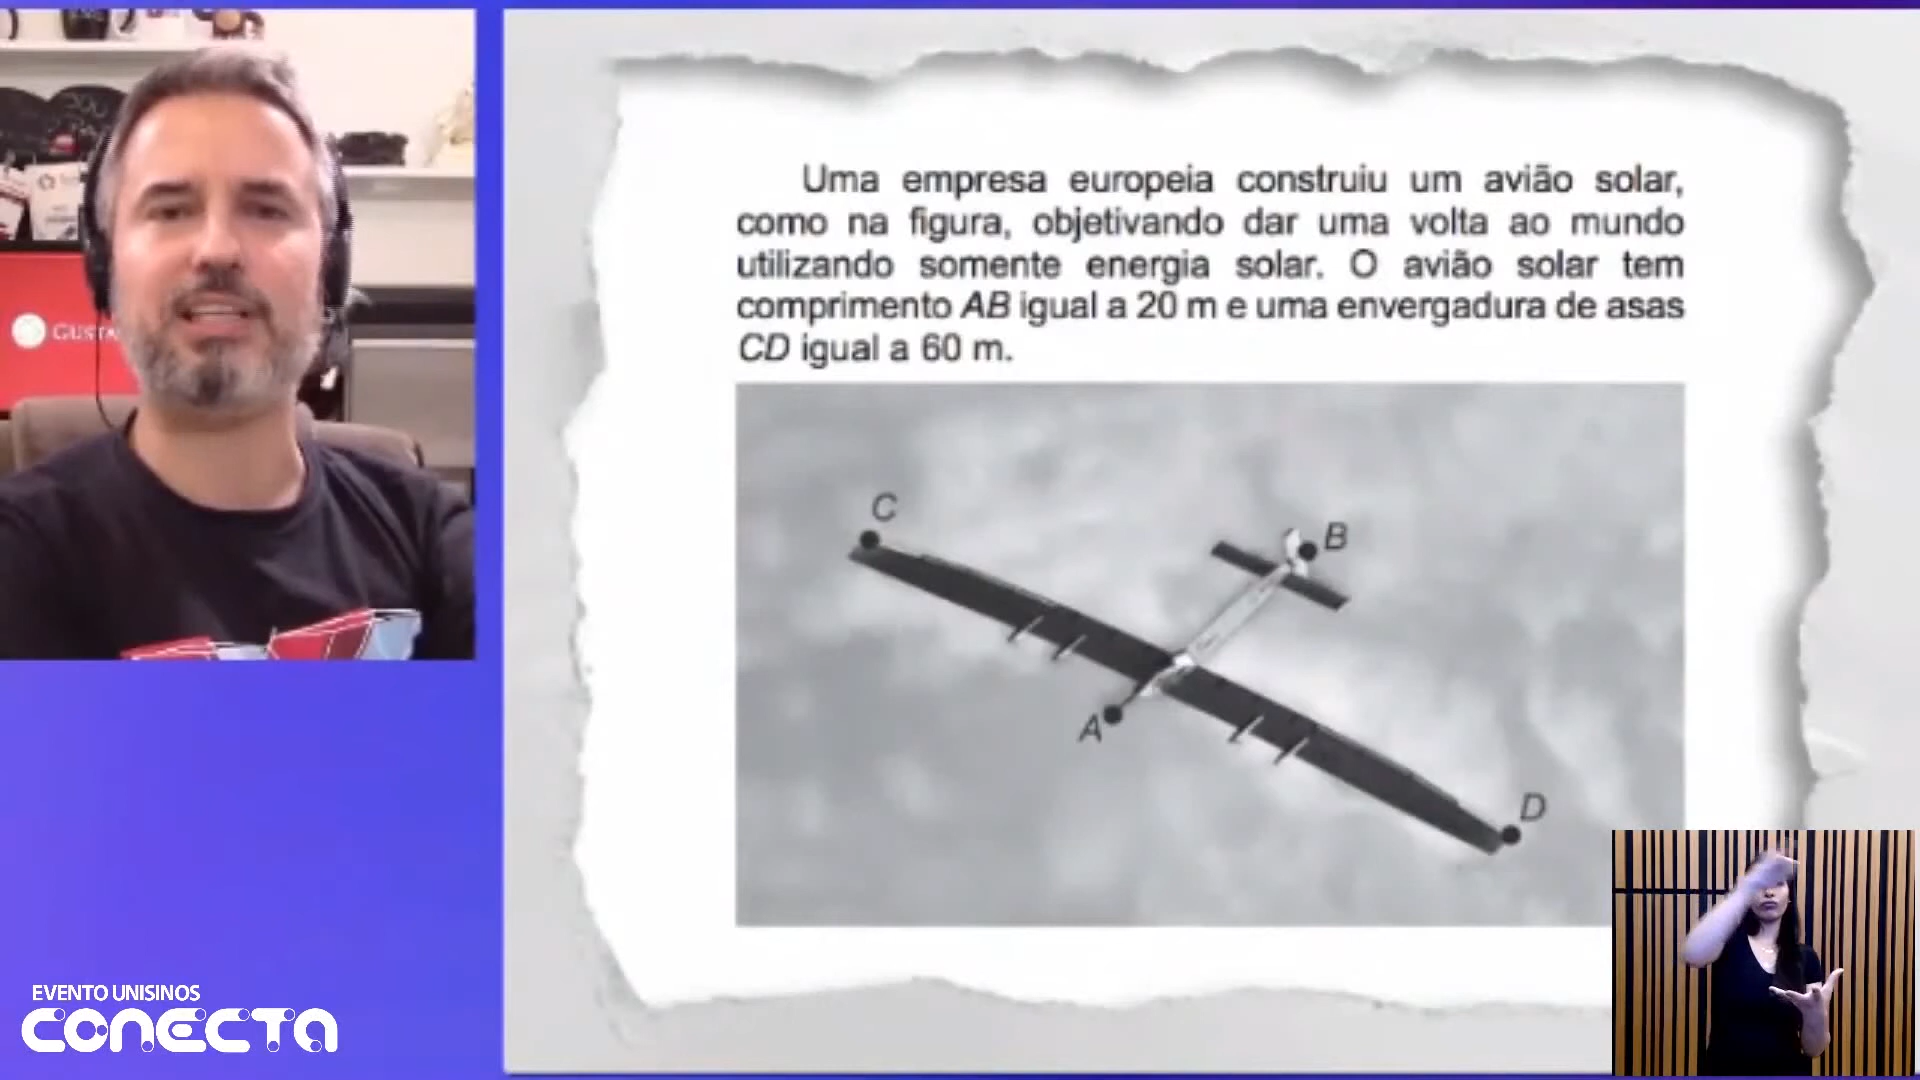 Uma empresa europeia construiu um avião solar,
como na figura, objetivando dar uma volta ao mundo
utilizando somente energia solar. O avião solar tem
comprimento AB igual a 20 m e uma envergadura de asas
CD igual a 60 m.
C
B
A
D
GUSTA
EVENTO UNISINOS
CONECTA